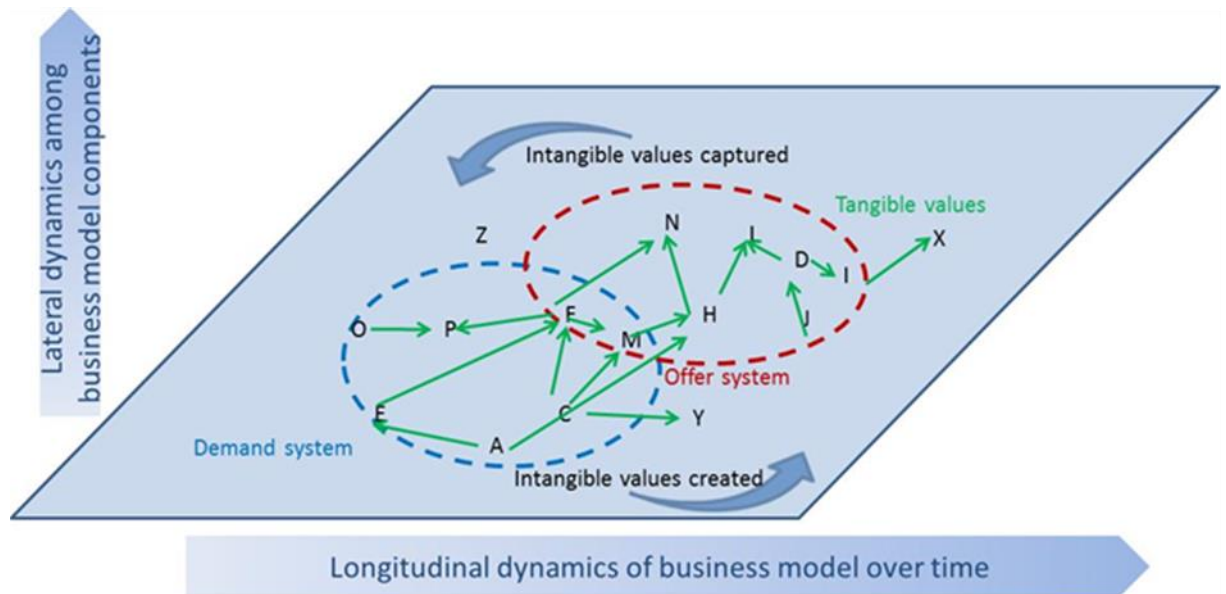 Lateral dynamics among
business model components
Intangible values captured
Tangible values
N
Z
X
D
I
O
P
F
H
J
M
Offer system
E
C
Y
Demand system
A
Intangible values created
Longitudinal dynamics of business model over time